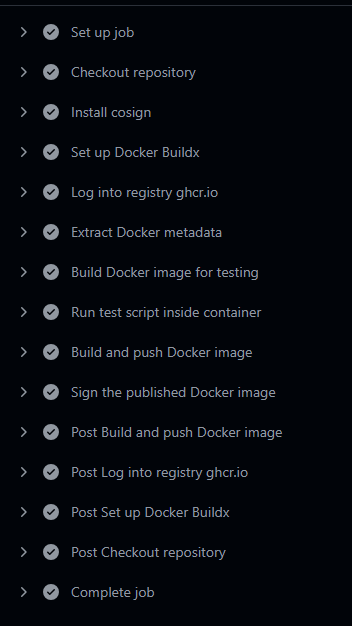 Set up job
Checkout repository
Install cosign
Set up Docker Buildx
Log into registry ghcr.io
Extract Docker metadata
Build Docker image for testing
Run test script inside container
Build and push Docker image
Sign the published Docker image
Post Build and push Docker image
Post Log into registry ghcr.io
Post Set up Docker Buildx
Post Checkout repository
Complete job